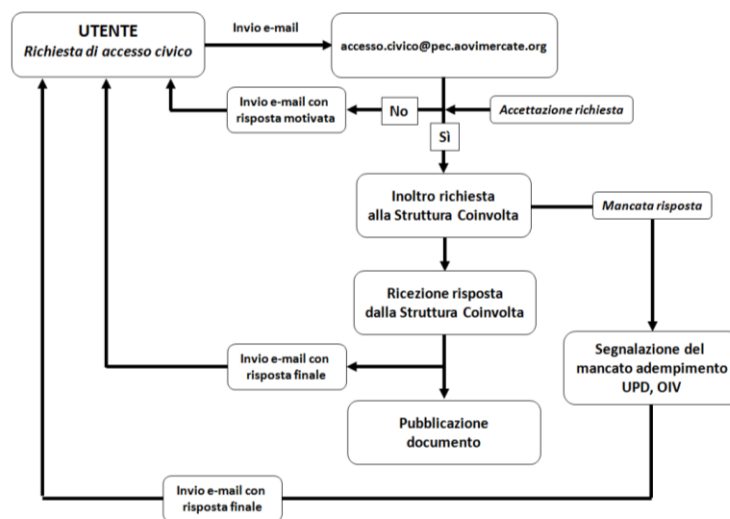 UTENTE
Richiesta di accesso civico
Invio e-mail
accesso.civico@pec.aovimercate.org
Invio e-mail con
risposta motivata
No
Accettazione richiesta
Sì
Inoltro richiesta
alla Struttura Coinvolta
Mancata risposta
Ricezione risposta
dalla Struttura Coinvolta
Invio e-mail con
risposta finale
Segnalazione del
mancato adempimento
UPD, OIV
Pubblicazione
documento
Invio e-mail con
risposta finale